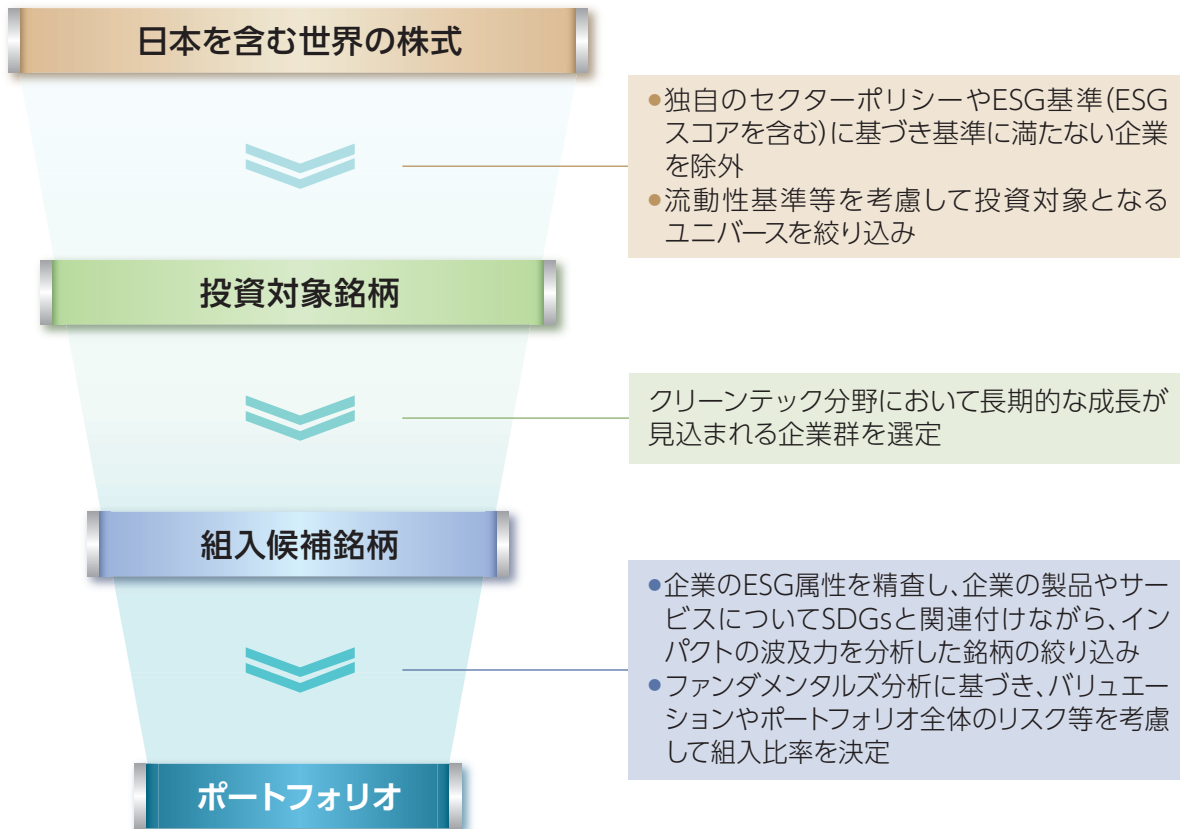 日本を含む世界の株式
●独自のセクターポリシーやESG基準(ESG
スコアを含む)に基づき基準に満たない企業
を除外
●流動性基準等を考慮して投資対象となる
ユニバースを絞り込み
投資対象銘柄
クリーンテック分野において長期的な成長が
見込まれる企業群を選定
組入候補銘柄
●企業のESG属性を精査し、企業の製品やサー
ビスについてSDGsと関連付けながら、イン
パクトの波及力を分析した銘柄の絞り込み
●ファンダメンタルズ分析に基づき、バリュエー
ションやポートフォリオ全体のリスク等を考慮
して組入比率を決定
ポートフォリオ